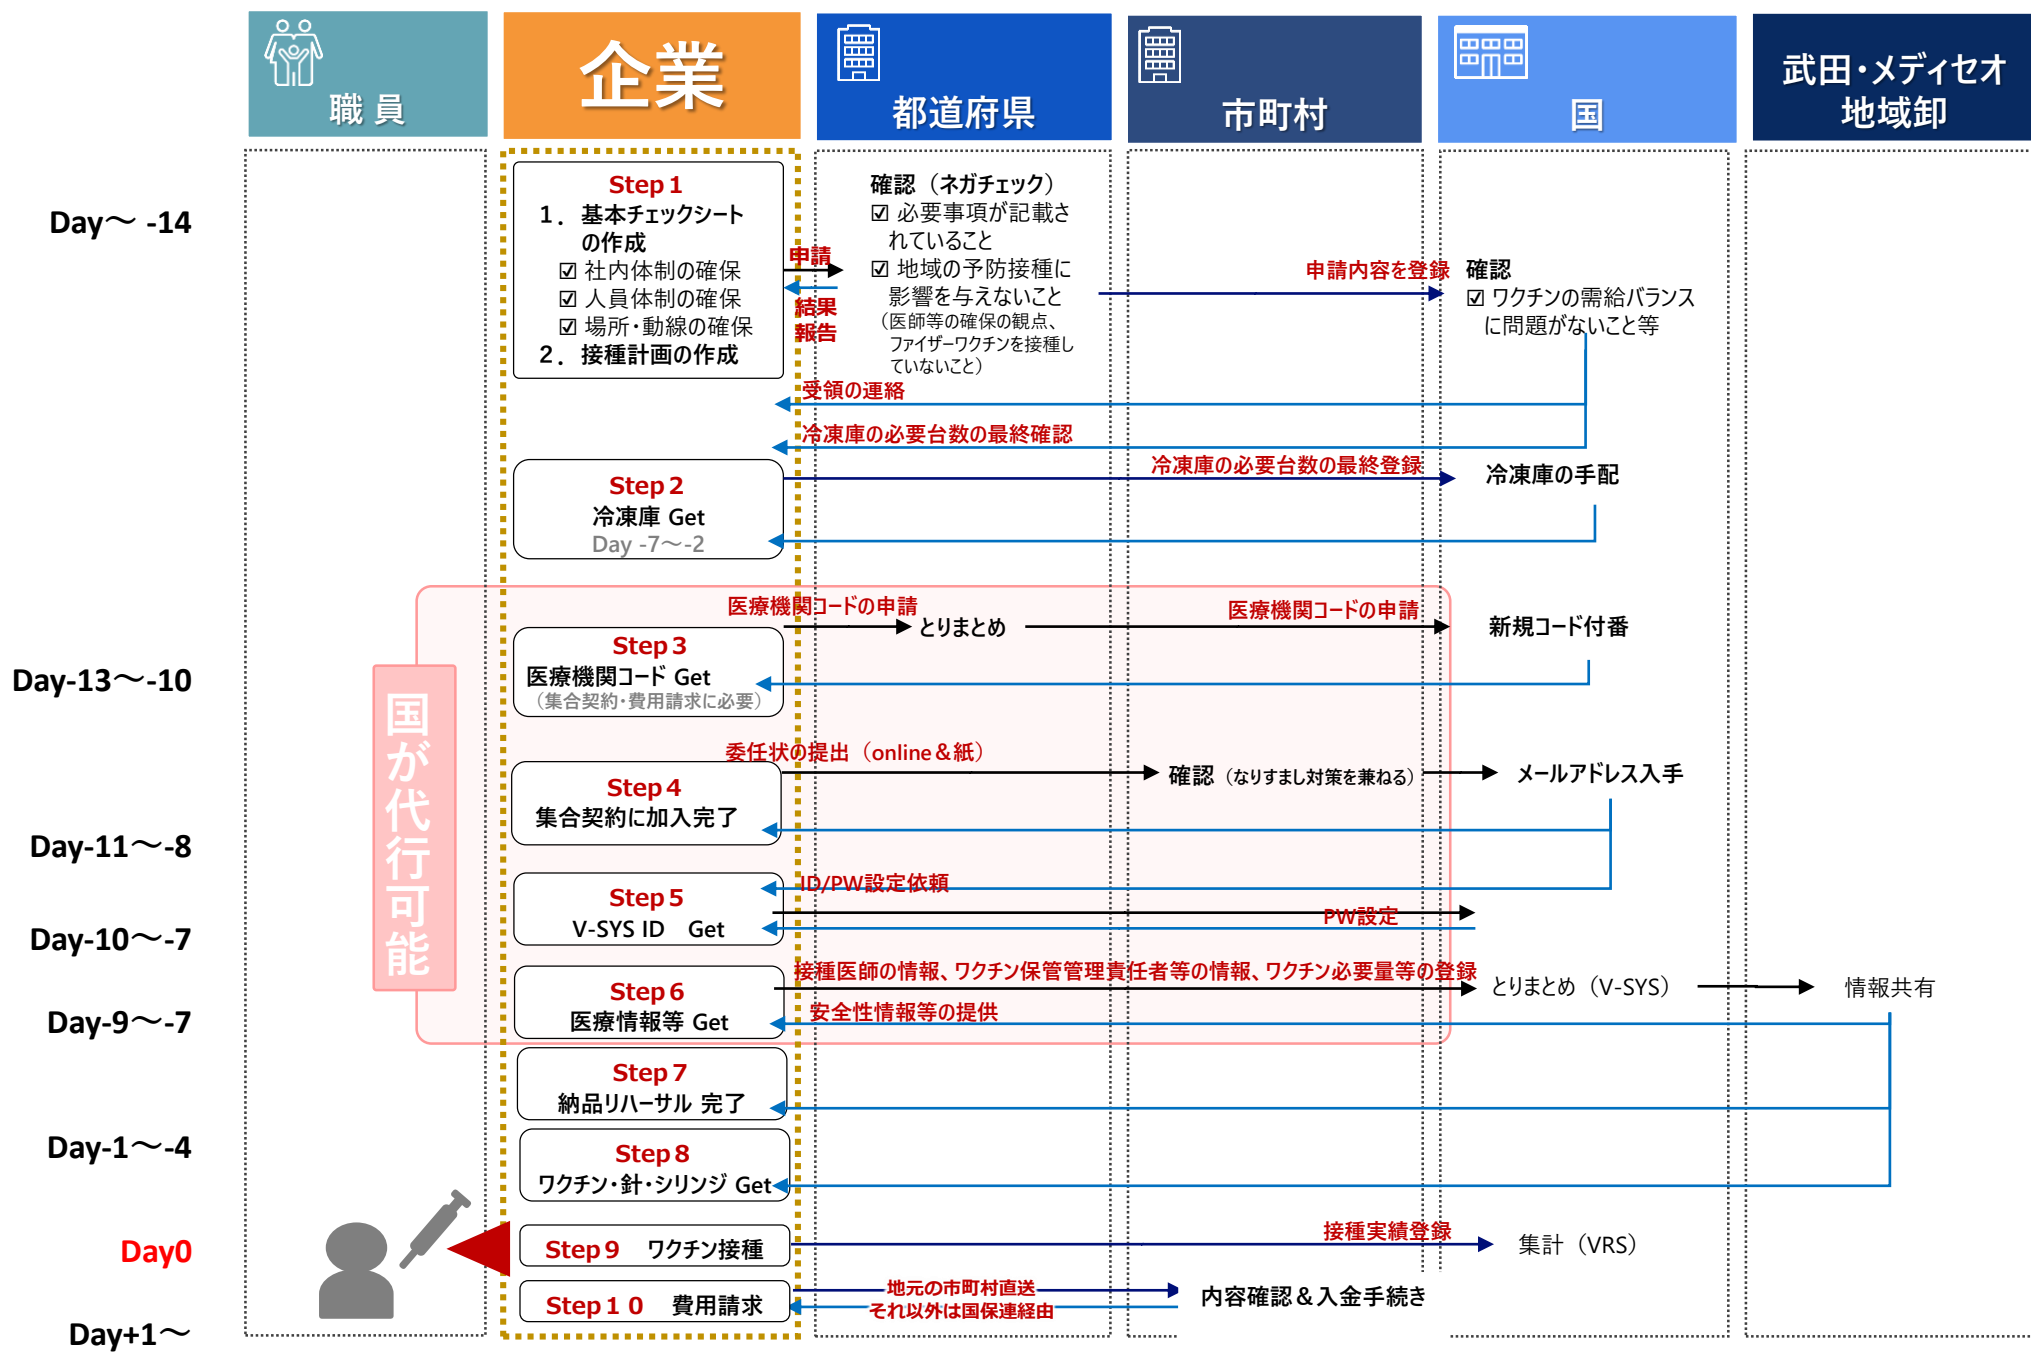 職 員
企業
都道府県
市町村
国
武田・メディセオ
地域卸
Day～ -14
Step１
１．基本チェックシート
の作成
☑ 社内体制の確保
☑ 人員体制の確保
☑ 場所・動線の確保
２．接種計画の作成
申請
結果
報告
確認（ネガチェック）
☑ 必要事項が記載さ
れていること
☑ 地域の予防接種に
影響を与えないこと
（医師等の確保の観点、
ファイザーワクチンを接種し
ていないこと）
申請内容を登録
確認
☑ ワクチンの需給バランス
に問題がないこと等
受領の連絡
冷凍庫の必要台数の最終確認
Step２
冷凍庫 Get
Day -7～-2
冷凍庫の必要台数の最終登録
冷凍庫の手配
国が代行可能
Day-13～-10
医療機関コードの申請
とりまとめ
医療機関コードの申請
新規コード付番
Step３
医療機関コード Get
（集合契約・費用請求に必要）
委任状の提出（online＆紙）
確認（なりすまし対策を兼ねる）
メールアドレス入手
Step４
集合契約に加入完了
Day-11～-8
ID/PW設定依頼
Step５
V-SYS ID　Get
PW設定
Day-10～-7
接種医師の情報、ワクチン保管管理責任者等の情報、ワクチン必要量等の登録
とりまとめ（V-SYS）
情報共有
Step６
医療情報等 Get
安全性情報等の提供
Day-9～-7
Step７
納品リハーサル 完了
Day-1～-4
Step８
ワクチン・針・シリンジ Get
Day0
Step９　ワクチン接種
接種実績登録
集計（VRS）
Step１０　費用請求
地元の市町村直送
それ以外は国保連経由
内容確認＆入金手続き
Day+1～